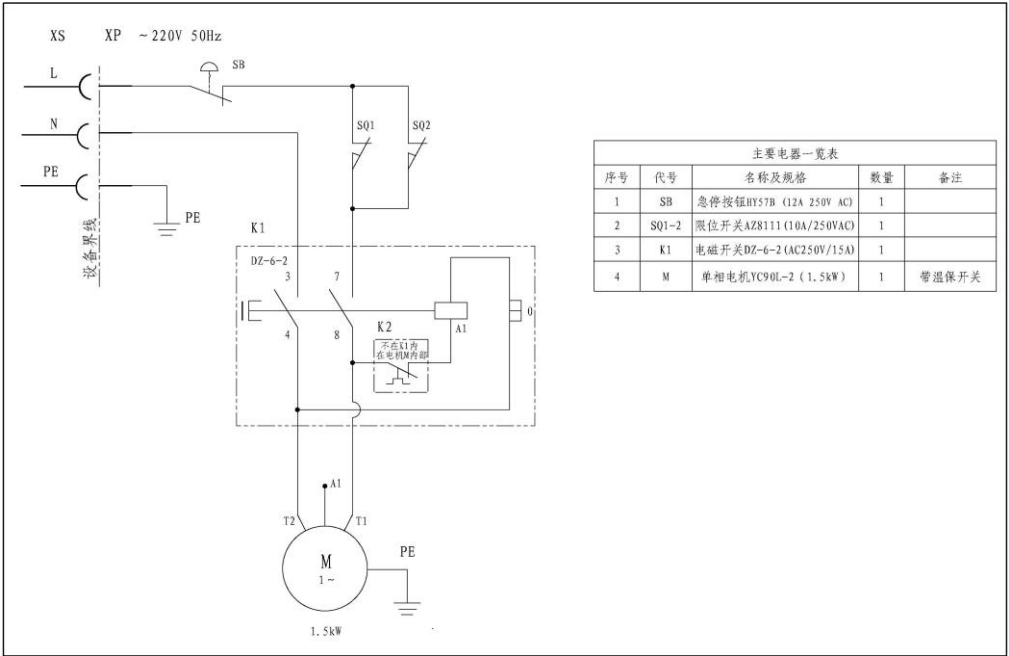 XS XP ~220V 50Hz
L
SB
N
SQ1 SQ2
PE
PE
设备界线
K1
DZ-6-2
3 7
0
4 8
A1
K2
不在K1内
在电机M内部
A1
T2 T1
M
1~
PE
1.5kW
主要电器一览表
序号 代号 名称及规格 数量 备注
1 SB 急停按钮HY57B (12A 250V AC) 1
2 SQ1-2 限位开关AZ8111(10A/250VAC) 1
3 K1 电磁开关DZ-6-2(AC250V/15A) 1
4 M 单相电机YC90L-2 (1.5kW) 1 带温保开关